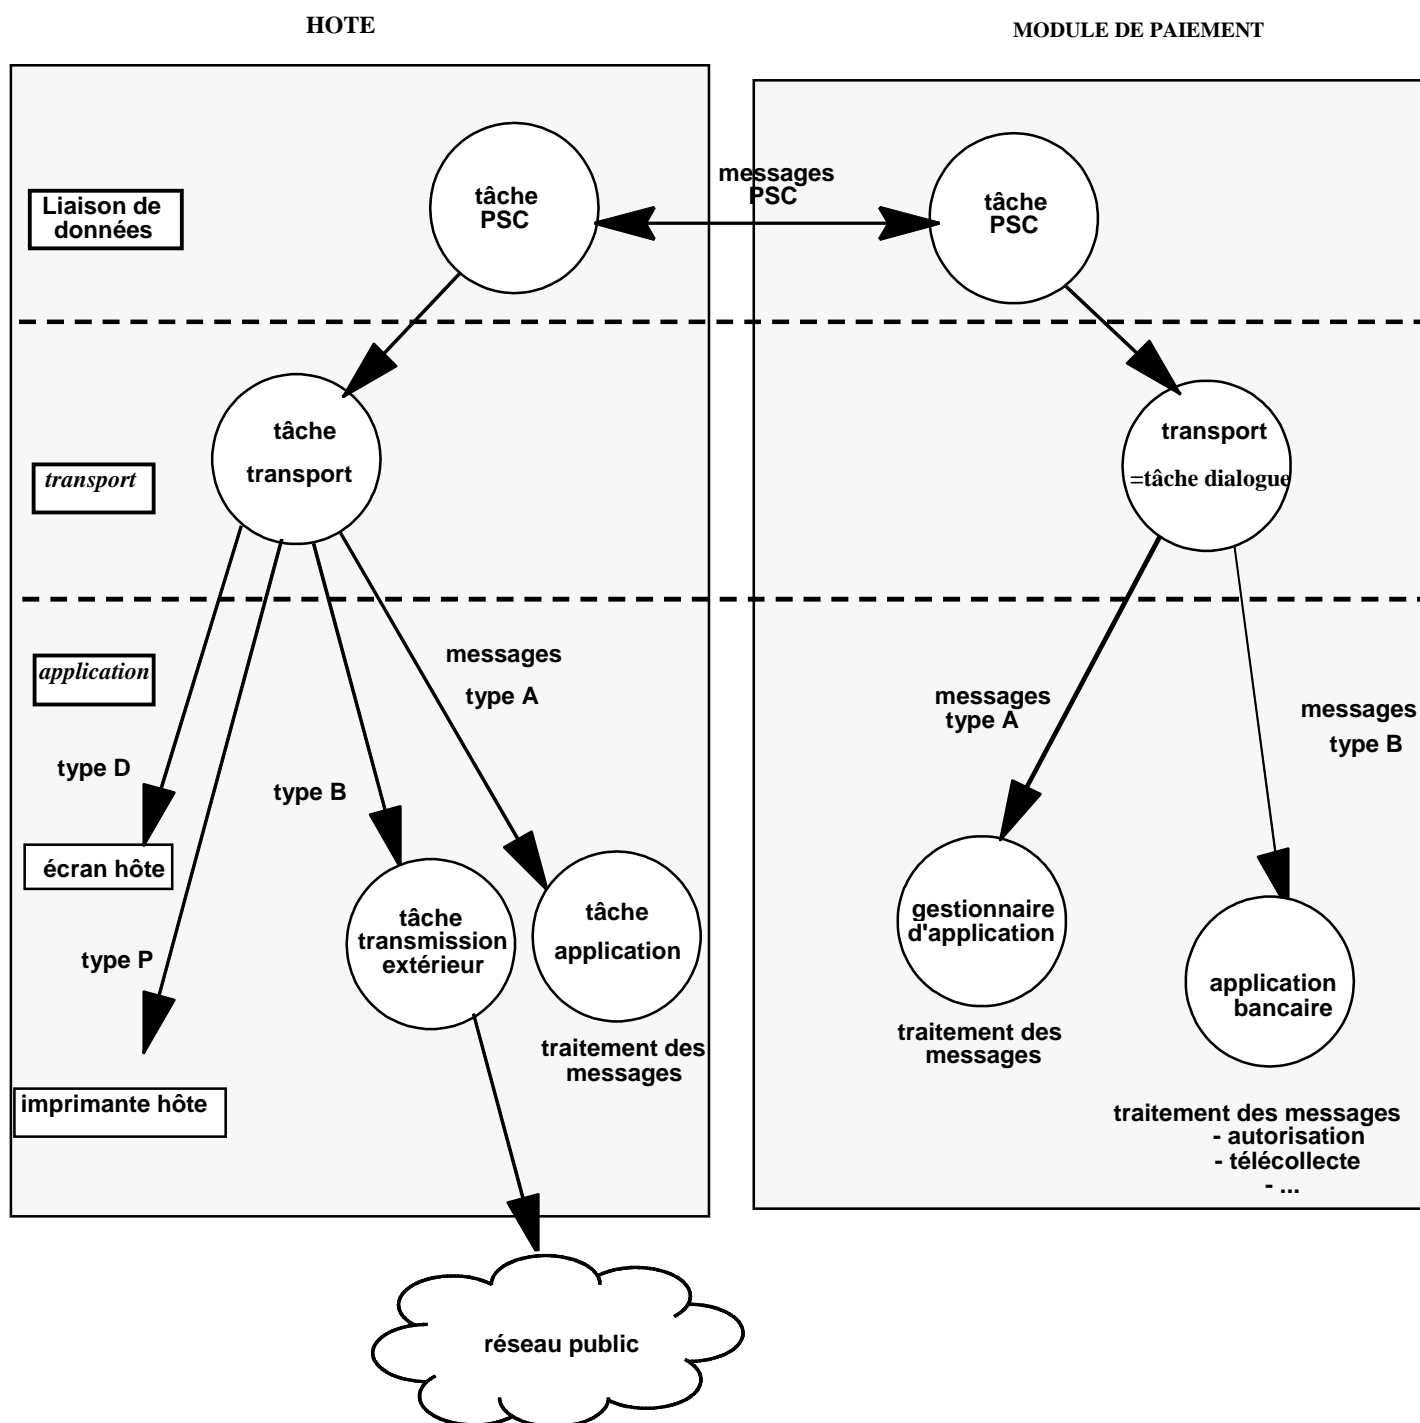 HOTE
MODULE DE PAIEMENT
Liaison de
données
tâche
PSC
messages
PSC
tâche
PSC
transport
tâche
transport
transport
=tâche dialogue
application
messages
type A
type D
type B
type P
messages
type A
messages
type B
écran hôte
imprimante hôte
tâche
transmission
extérieur
tâche
application
traitement des
messages
gestionnaire
d'application
traitement des
messages
application
bancaire
traitement des messages
- autorisation
- télécollecte
- ...
réseau public